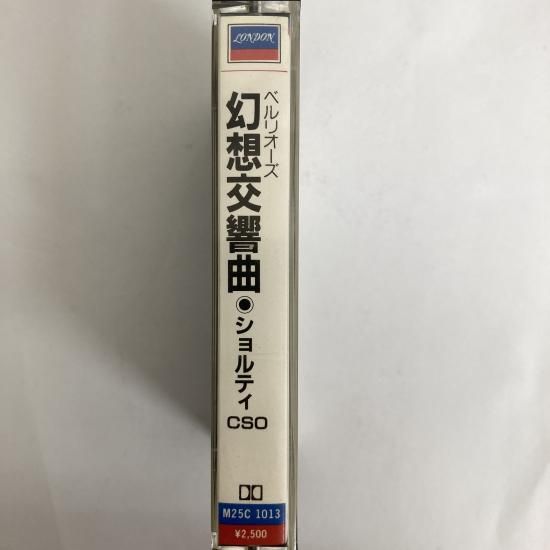 LONDON
ベルリオーズ
幻想交響曲◉ショルティ
CSO
M25C 1013
¥2,500